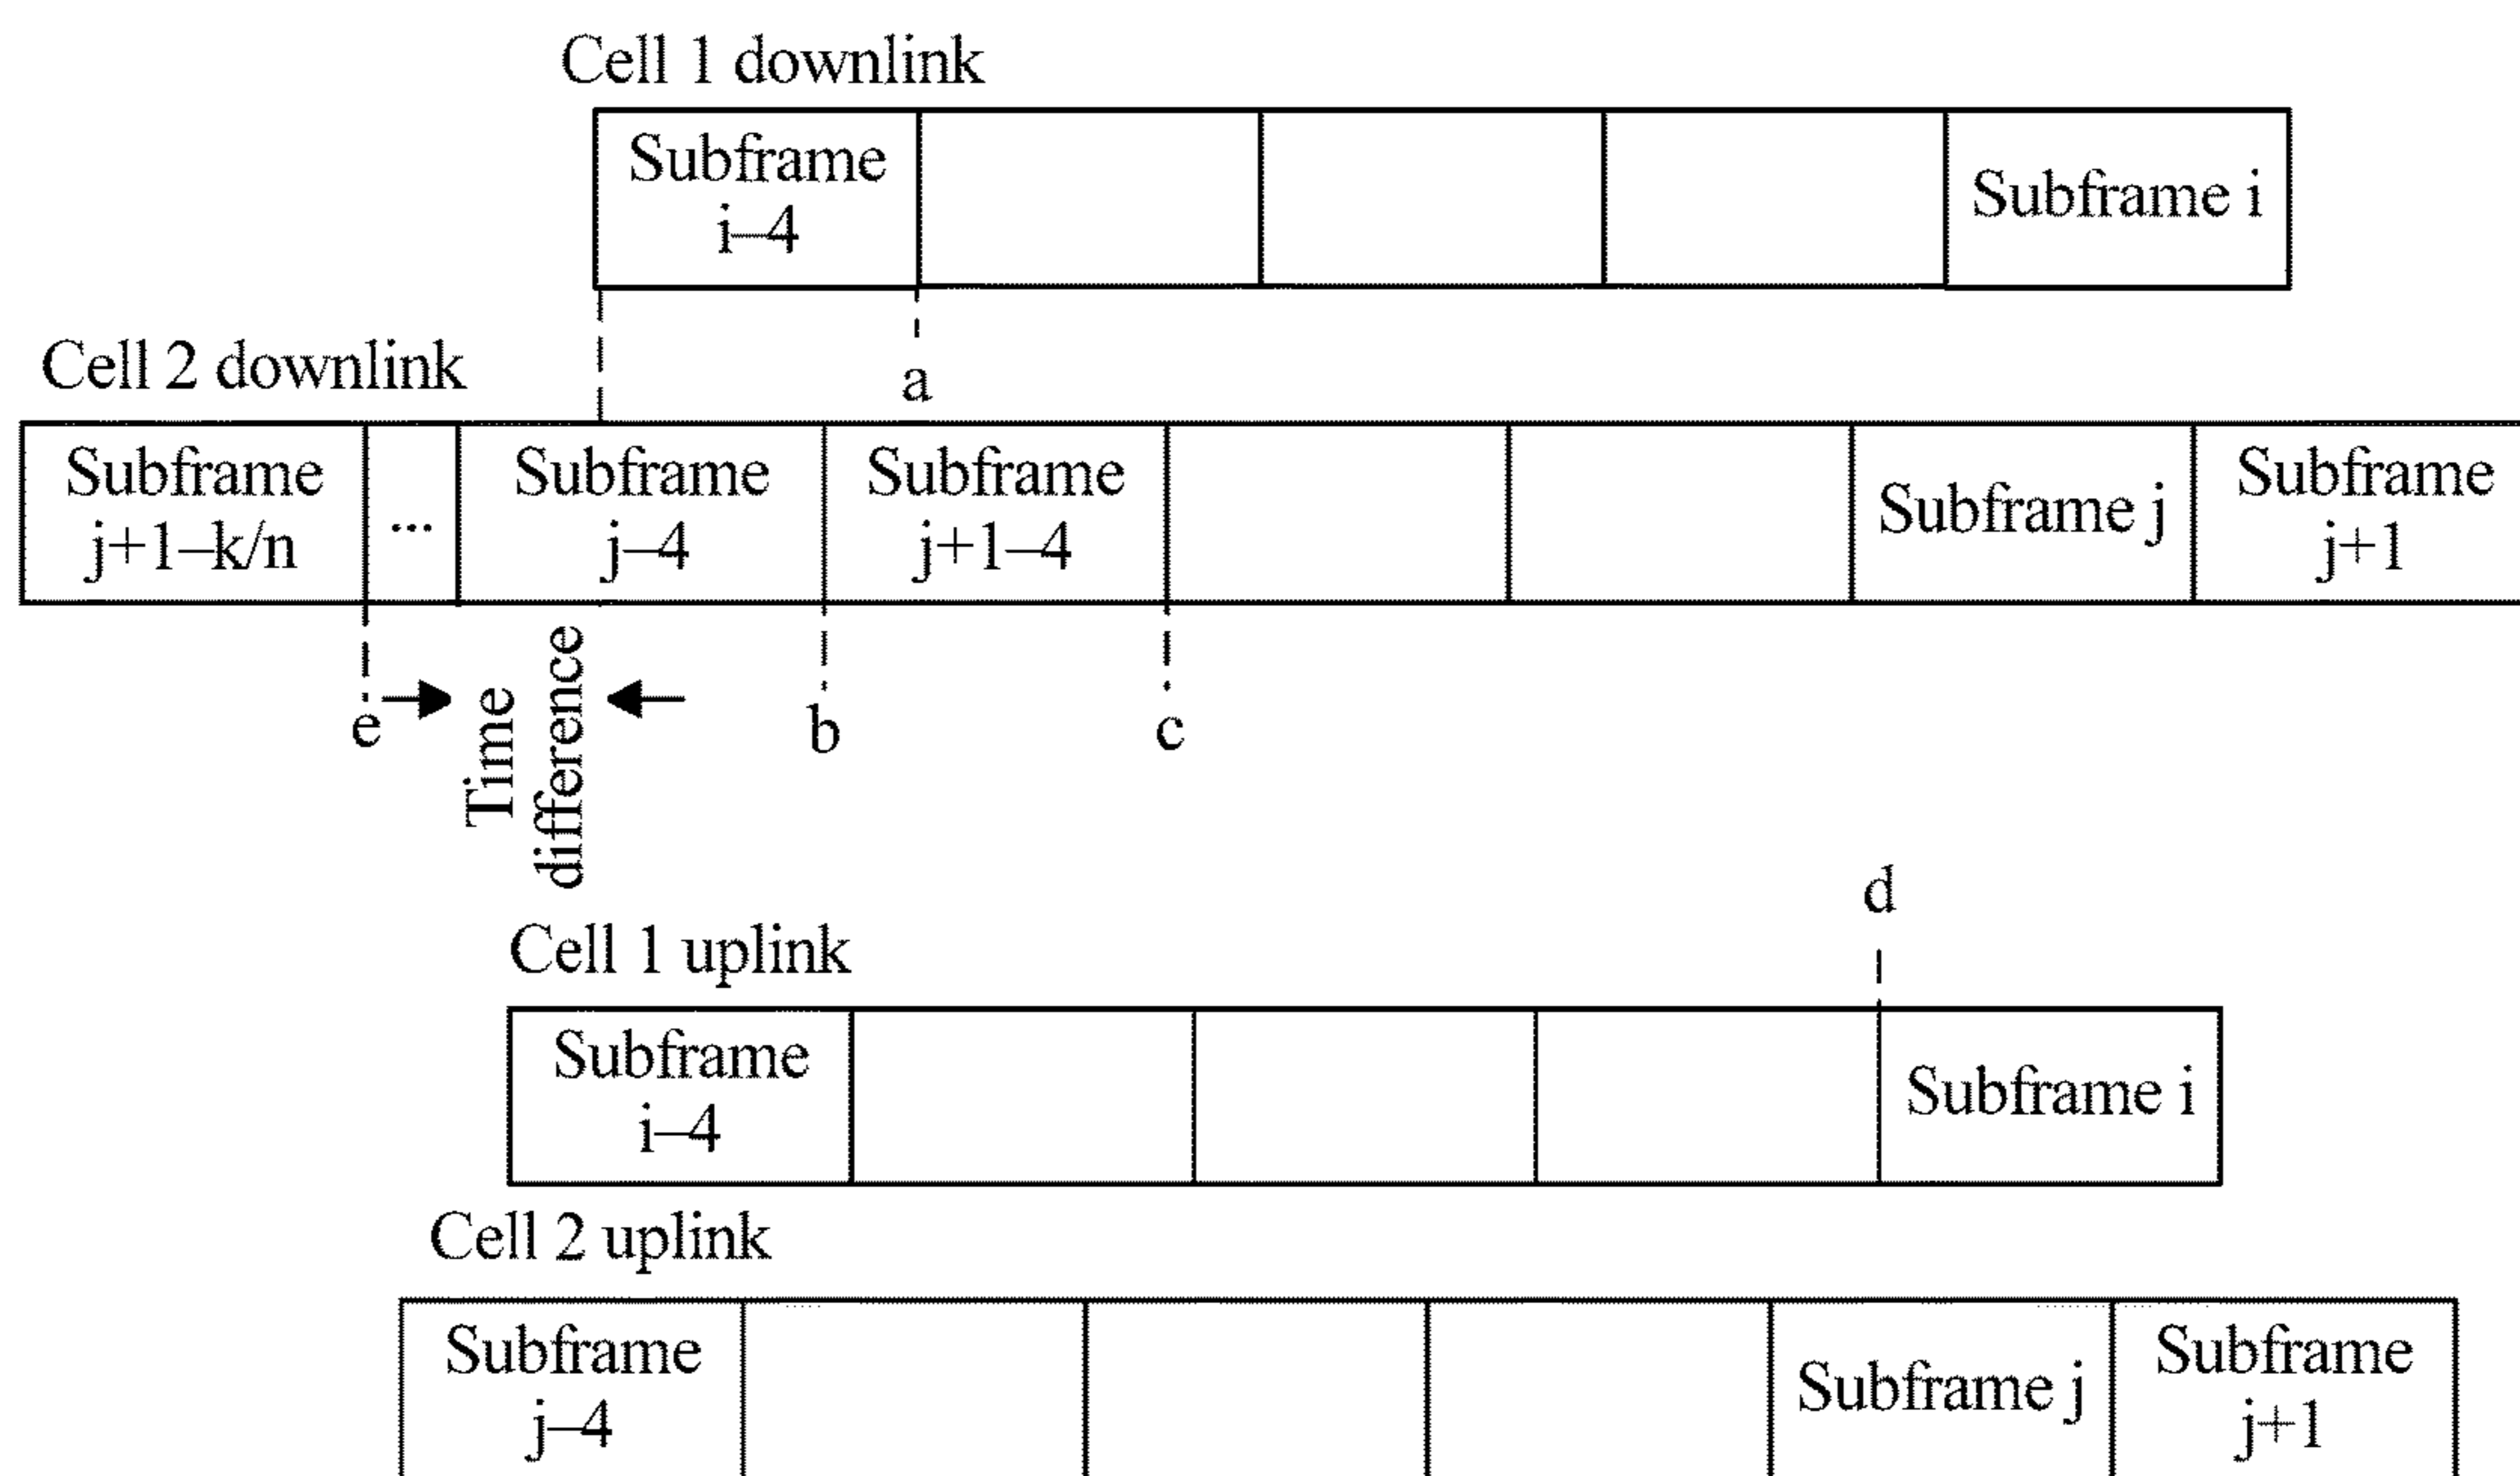 Cell 1 downlink
Subframe
i–4
Subframe i
a
Cell 2 downlink
Subframe
j+1–k/n
...
Subframe
j–4
Subframe
j+1–4
Subframe j
Subframe
j+1
e
Time
difference
b
c
d
Cell 1 uplink
Subframe
i–4
Subframe i
Cell 2 uplink
Subframe
j–4
Subframe j
Subframe
j+1